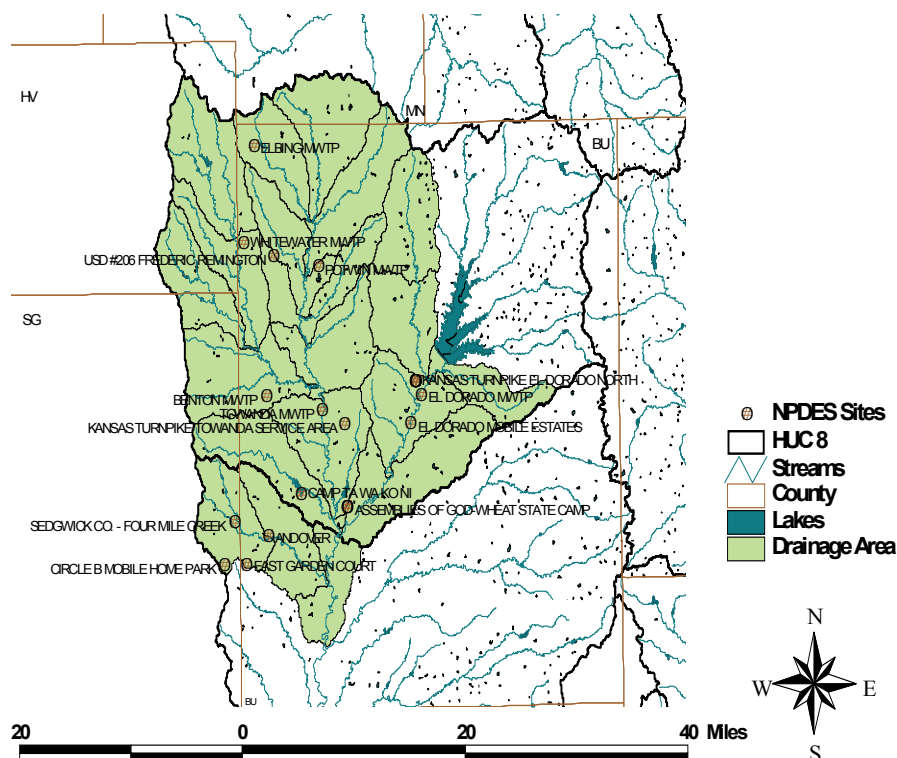 HV
MN
BU
ELBING MWTP
WHITEWATER MWTP
USD #206 FREDERIC REMINGTON
POTWIN MWTP
SG
KANSAS TURNPIKE EL DORADO NORTH
BENTON MWTP
EL DORADO MWTP
TOWANDA MWTP
KANSAS TURNPIKE/TOWANDA SERVICE AREA
EL DORADO MOBILE ESTATES
CAMP TA WA KO NI
ASSEMBLIES OF GOD-WHEAT STATE CAMP
SEDGWICK CO. - FOUR MILE CREEK
ANDOVER
CIRCLE B MOBILE HOME PARK
EAST GARDEN COURT
BU
NPDES Sites
HUC 8
Streams
County
Lakes
Drainage Area
N
W E
S
20 0 20 40 Miles